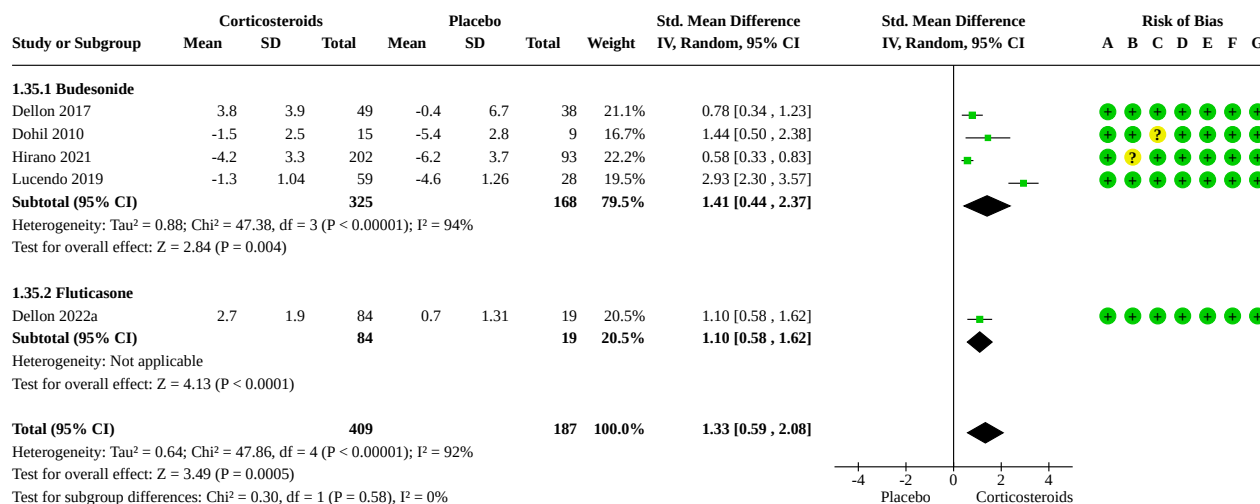 Corticosteroids Placebo Std. Mean Difference Std. Mean Difference Risk of Bias
Study or Subgroup Mean SD Total Mean SD Total Weight IV, Random, 95% CI IV, Random, 95% CI A B C D E F G
1.35.1 Budesonide
Dellon 2017 3.8 3.9 49 -0.4 6.7 38 21.1% 0.78 [0.34 , 1.23] + + + + + + +
Dohil 2010 -1.5 2.5 15 -5.4 2.8 9 16.7% 1.44 [0.50 , 2.38] + + ? + + + +
Hirano 2021 -4.2 3.3 202 -6.2 3.7 93 22.2% 0.58 [0.33 , 0.83] + ? + + + + +
Lucendo 2019 -1.3 1.04 59 -4.6 1.26 28 19.5% 2.93 [2.30 , 3.57] + + + + + + +
Subtotal (95% CI) 325 168 79.5% 1.41 [0.44 , 2.37]
Heterogeneity: Tau² = 0.88; Chi² = 47.38, df = 3 (P < 0.00001); I² = 94%
Test for overall effect: Z = 2.84 (P = 0.004)
1.35.2 Fluticasone
Dellon 2022a 2.7 1.9 84 0.7 1.31 19 20.5% 1.10 [0.58 , 1.62] + + + + + + +
Subtotal (95% CI) 84 19 20.5% 1.10 [0.58 , 1.62]
Heterogeneity: Not applicable
Test for overall effect: Z = 4.13 (P < 0.0001)
Total (95% CI) 409 187 100.0% 1.33 [0.59 , 2.08]
Heterogeneity: Tau² = 0.64; Chi² = 47.86, df = 4 (P < 0.00001); I² = 92%
Test for overall effect: Z = 3.49 (P = 0.0005) -4 -2 0 2 4
Test for subgroup differences: Chi² = 0.30, df = 1 (P = 0.58), I² = 0% Placebo Corticosteroids